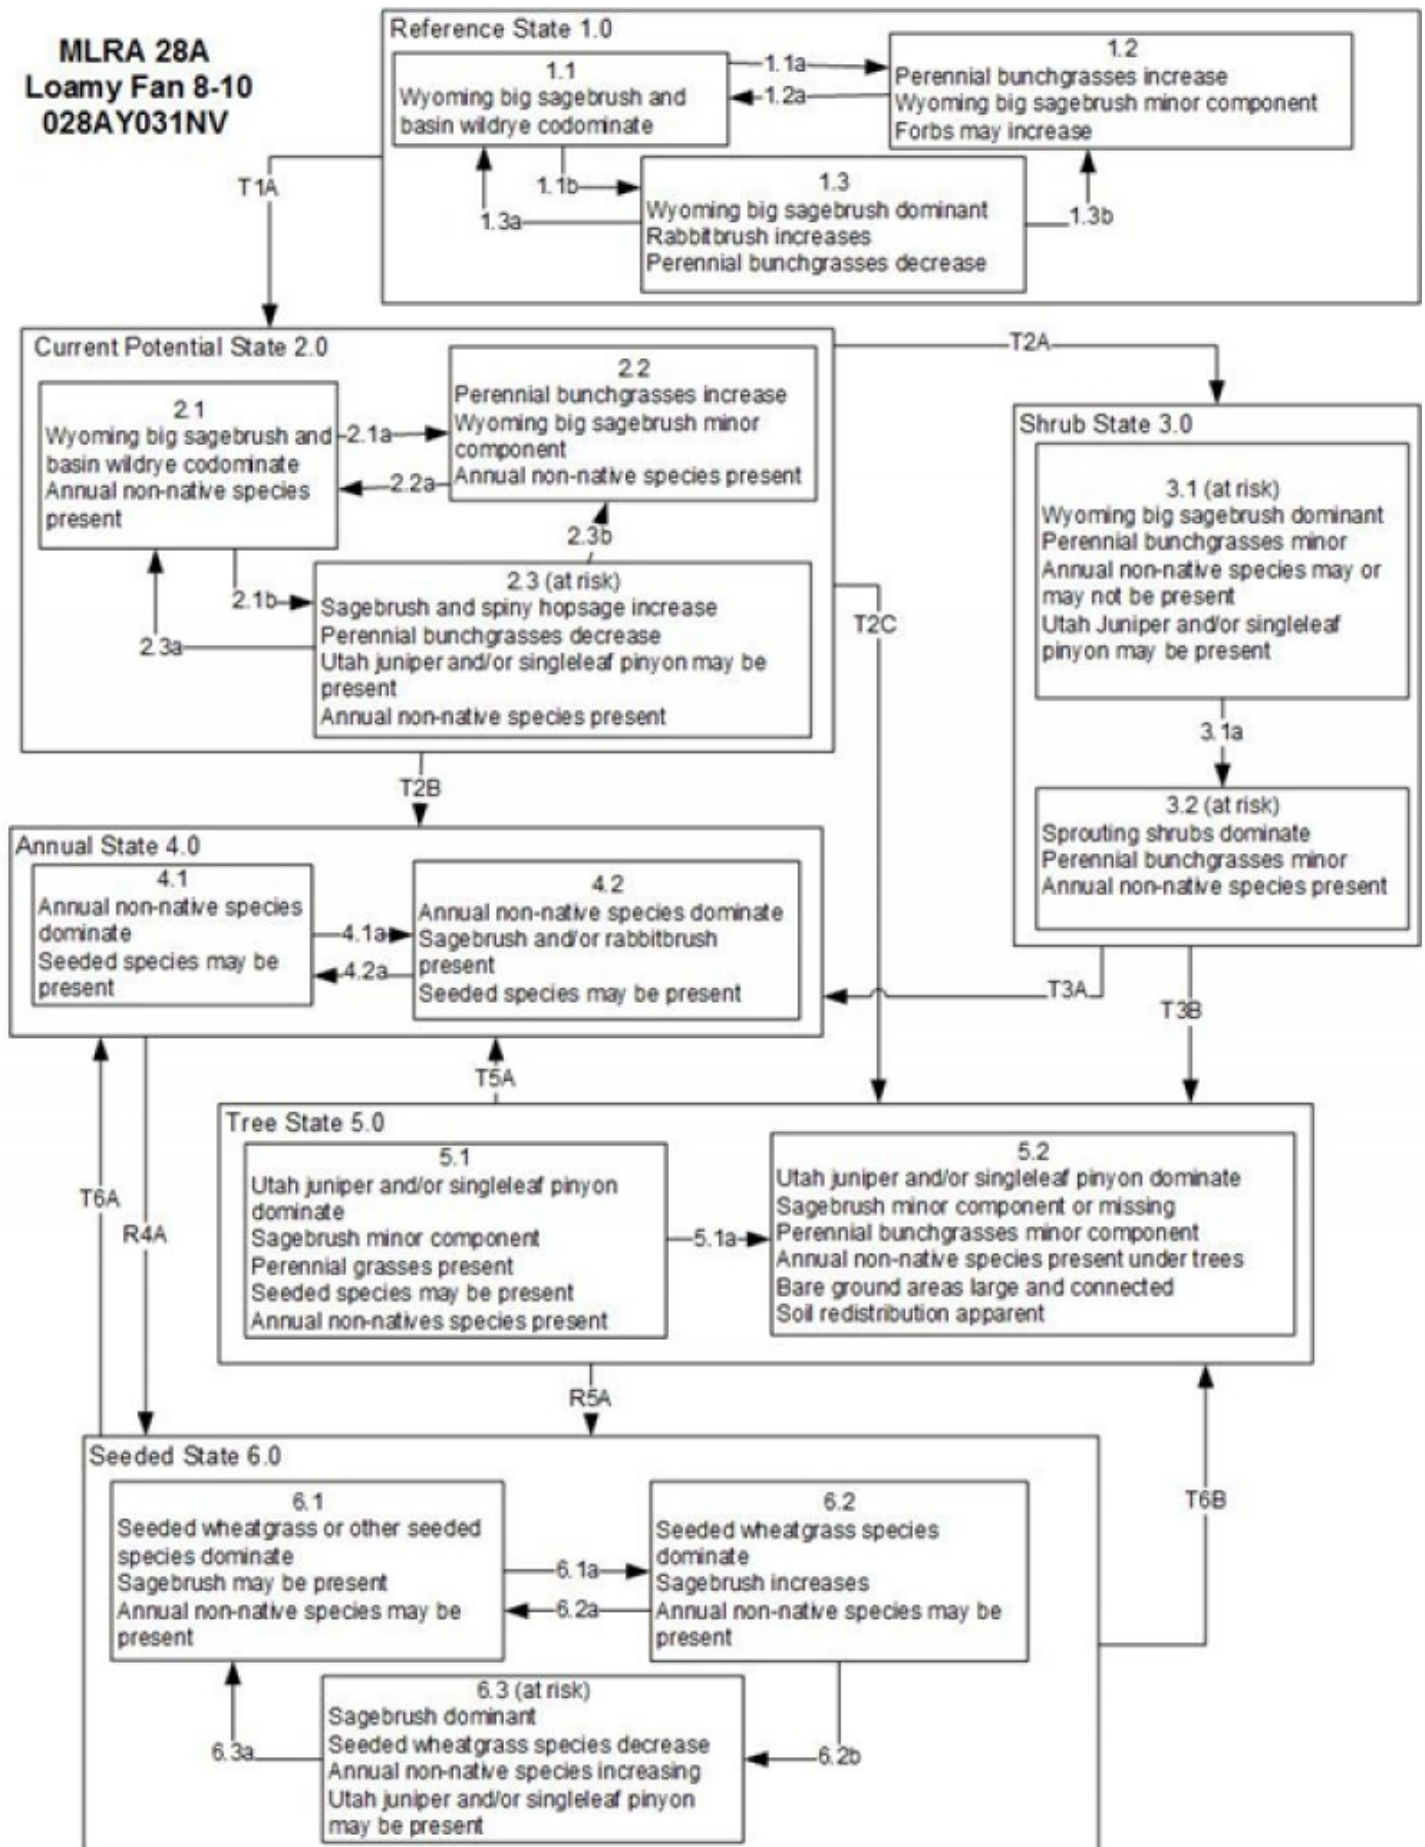 MLRA 28A
Loamy Fan 8-10
028AY031NV
Reference State 1.0
1.1
Wyoming big sagebrush and
basin wildrye codominate
1.1a
1.2a
1.2
Perennial bunchgrasses increase
Wyoming big sagebrush minor component
Forbs may increase
1.1b
1.3a
1.3
Wyoming big sagebrush dominant
Rabbitbrush increases
Perennial bunchgrasses decrease
1.3b
T1A
Current Potential State 2.0
2.1
Wyoming big sagebrush and
basin wildrye codominate
Annual non-native species
present
2.1a
2.2a
2.2
Perennial bunchgrasses increase
Wyoming big sagebrush minor
component
Annual non-native species present
2.3b
2.1b
2.3a
2.3 (at risk)
Sagebrush and spiny hopsage increase
Perennial bunchgrasses decrease
Utah juniper and/or singleleaf pinyon may be
present
Annual non-native species present
T2A
T2C
T2B
Shrub State 3.0
3.1 (at risk)
Wyoming big sagebrush dominant
Perennial bunchgrasses minor
Annual non-native species may or
may not be present
Utah Juniper and/or singleleaf
pinyon may be present
3.1a
3.2 (at risk)
Sprouting shrubs dominate
Perennial bunchgrasses minor
Annual non-native species present
T3A
T3B
Annual State 4.0
4.1
Annual non-native species
dominate
Seeded species may be
present
4.1a
4.2a
4.2
Annual non-native species dominate
Sagebrush and/or rabbitbrush
present
Seeded species may be present
T5A
T6A
R4A
Tree State 5.0
5.1
Utah juniper and/or singleleaf pinyon
dominate
Sagebrush minor component
Perennial grasses present
Seeded species may be present
Annual non-natives species present
5.1a
5.2
Utah juniper and/or singleleaf pinyon dominate
Sagebrush minor component or missing
Perennial bunchgrasses minor component
Annual non-native species present under trees
Bare ground areas large and connected
Soil redistribution apparent
R5A
T6B
Seeded State 6.0
6.1
Seeded wheatgrass or other seeded
species dominate
Sagebrush may be present
Annual non-native species may be
present
6.1a
6.2a
6.2
Seeded wheatgrass species
dominate
Sagebrush increases
Annual non-native species may be
present
6.3a
6.3 (at risk)
Sagebrush dominant
Seeded wheatgrass species decrease
Annual non-native species increasing
Utah juniper and/or singleleaf pinyon
may be present
6.2b